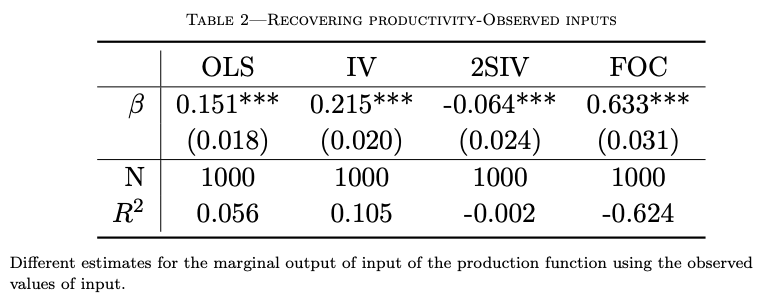 TABLE 2—RECOVERING PRODUCTIVITY-OBSERVED INPUTS
OLS IV 2SIV FOC
β 0.151*** 0.215*** -0.064*** 0.633***
(0.018) (0.020) (0.024) (0.031)
N 1000 1000 1000 1000
R² 0.056 0.105 -0.002 -0.624
Different estimates for the marginal output of input of the production function using the observed
values of input.